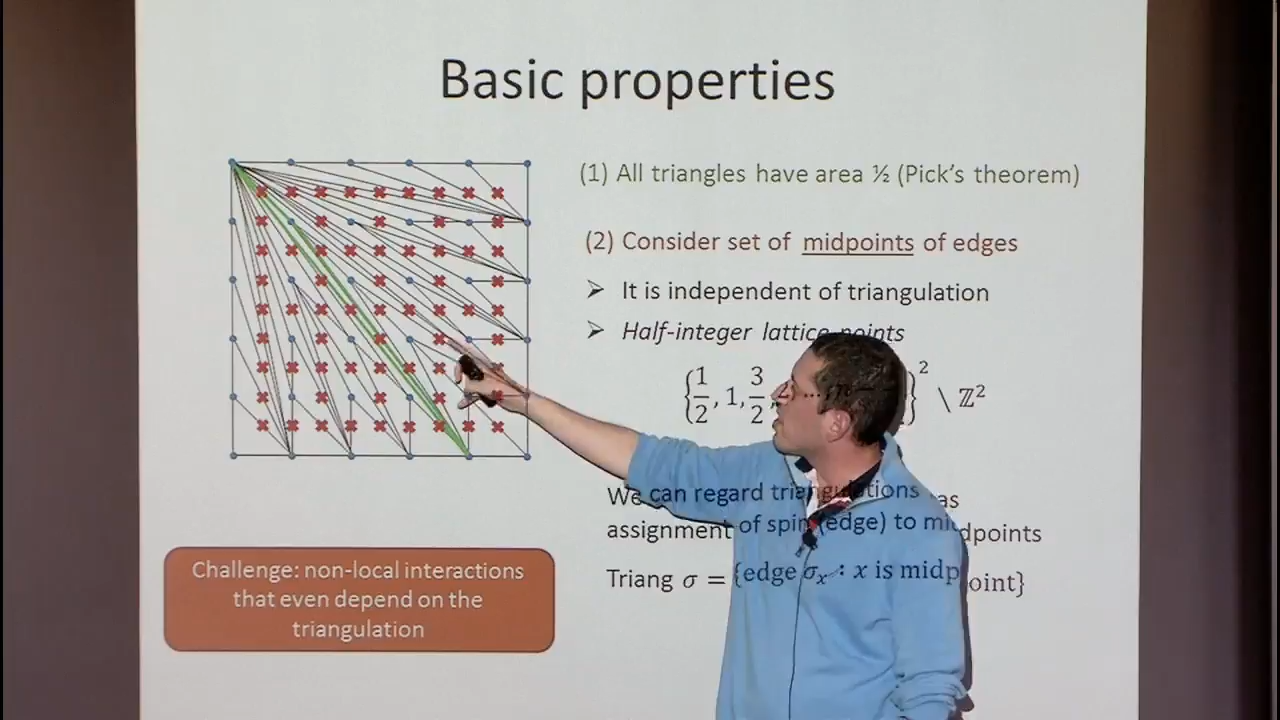 Basic properties
(1) All triangles have area ½ (Pick's theorem)
(2) Consider set of midpoints of edges
➢ It is independent of triangulation
➢ Half-integer lattice points
{1/2, 1, 3/2, … }² \ ℤ²
We can regard triangulations as
assignment of spin (edge) to midpoints
Triang σ = {edge σₓ : x is midpoint}
Challenge: non-local interactions
that even depend on the
triangulation